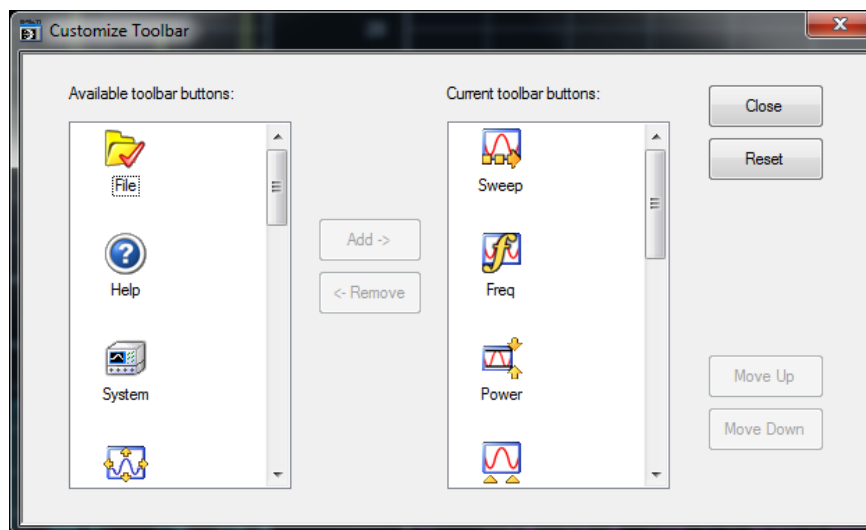 Customize Toolbar
Available toolbar buttons:
Current toolbar buttons:
File
Help
System
Add ->
<- Remove
Sweep
Freq
Power
Close
Reset
Move Up
Move Down